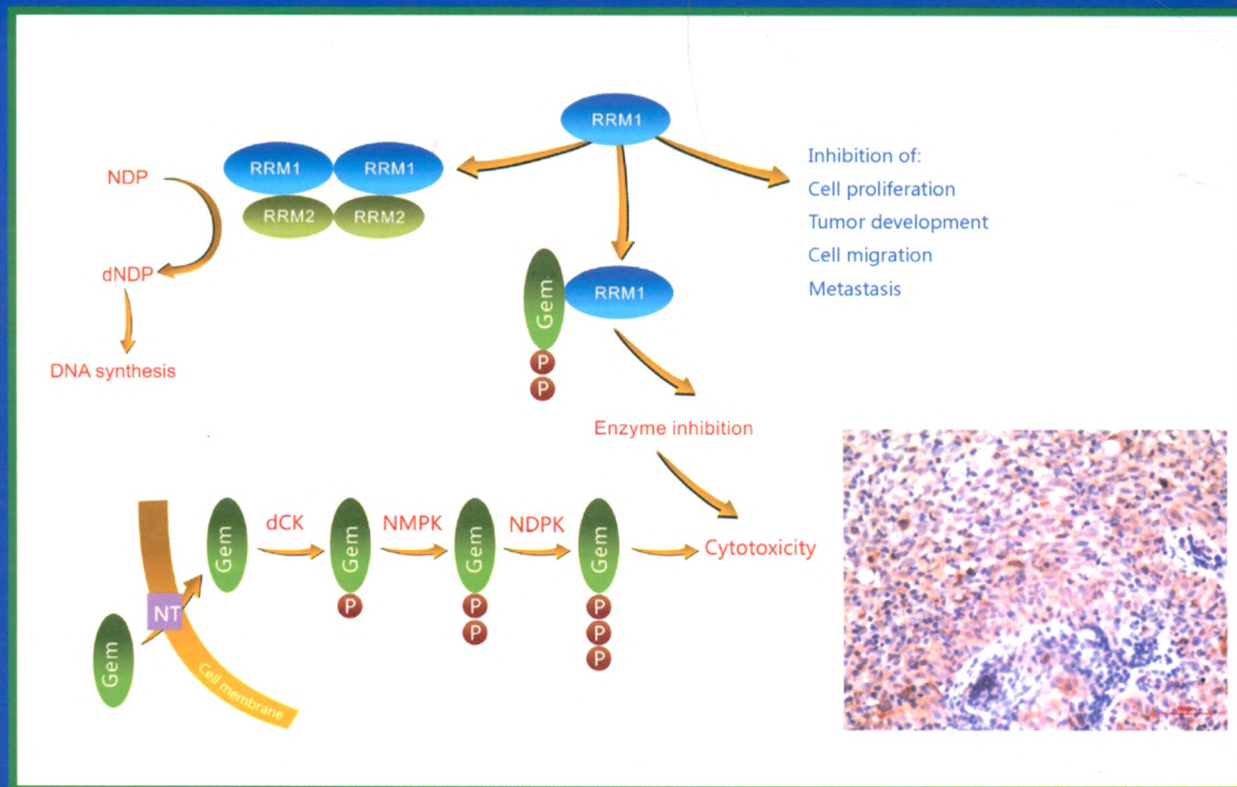 RRM1
RRM1 RRM1
RRM2 RRM2
NDP
dNDP
DNA synthesis
Inhibition of:
Cell proliferation
Tumor development
Cell migration
Metastasis
Gem
RRM1
P
P
Enzyme inhibition
Cytotoxicity
Gem
NT
Cell membrane
Gem
dCK
Gem
P
NMPK
Gem
P
P
NDPK
Gem
P
P
P